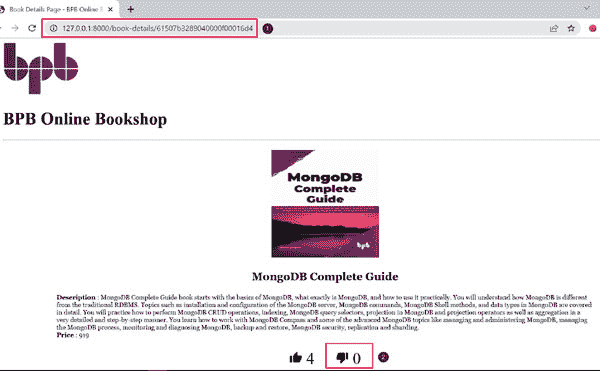 Book Details Page - BPB Online B
127.0.0.1:8000/book-details/61507b3289040000f00016d4
1
bpb
BPB Online Bookshop
MongoDB
Complete
Guide
bpb
MongoDB Complete Guide
Description : MongoDB Complete Guide book starts with the basics of MongoDB, what exactly is MongoDB, and how to use it practically. You will understand how MongoDB is different
from the traditional RDBMS. Topics such as installation and configuration of the MongoDB server, MongoDB commands, MongoDB Shell methods, and data types in MongoDB are covered
in detail. You will practice how to perform MongoDB CRUD operations, indexing, MongoDB query selectors, projection in MongoDB and projection operators as well as aggregation in a
very detailed and step-by-step manner. You learn how to work with MongoDB Compass and some of the advanced MongoDB topics like managing and administering MongoDB, managing
the MongoDB process, monitoring and diagnosing MongoDB, backup and restore, MongoDB security, replication and sharding.
Price : 919
4 0 2